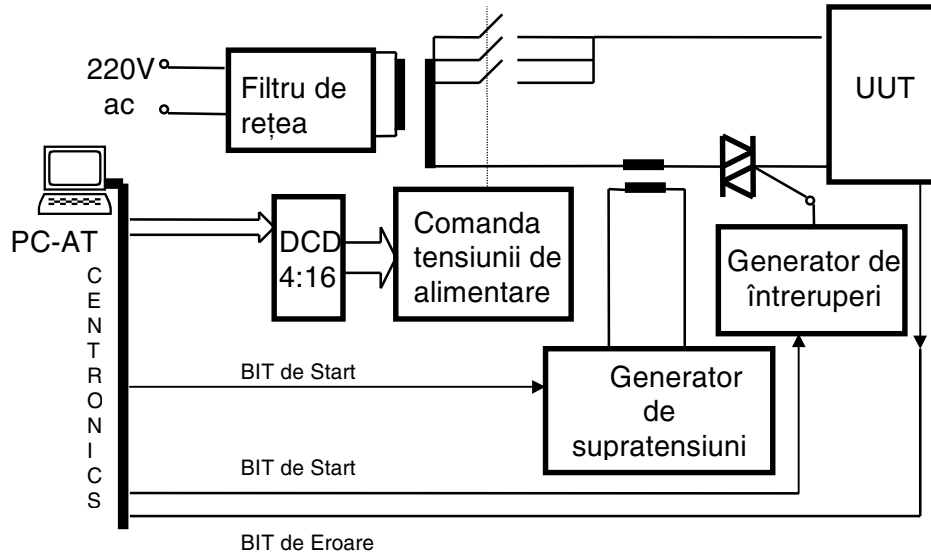 220V
ac
Filtru de
rețea
UUT
PC-AT
CENTRONICS
DCD
4:16
Comanda
tensiunii de
alimentare
Generator de
întreruperi
BIT de Start
Generator
de
supratensiuni
BIT de Start
BIT de Eroare